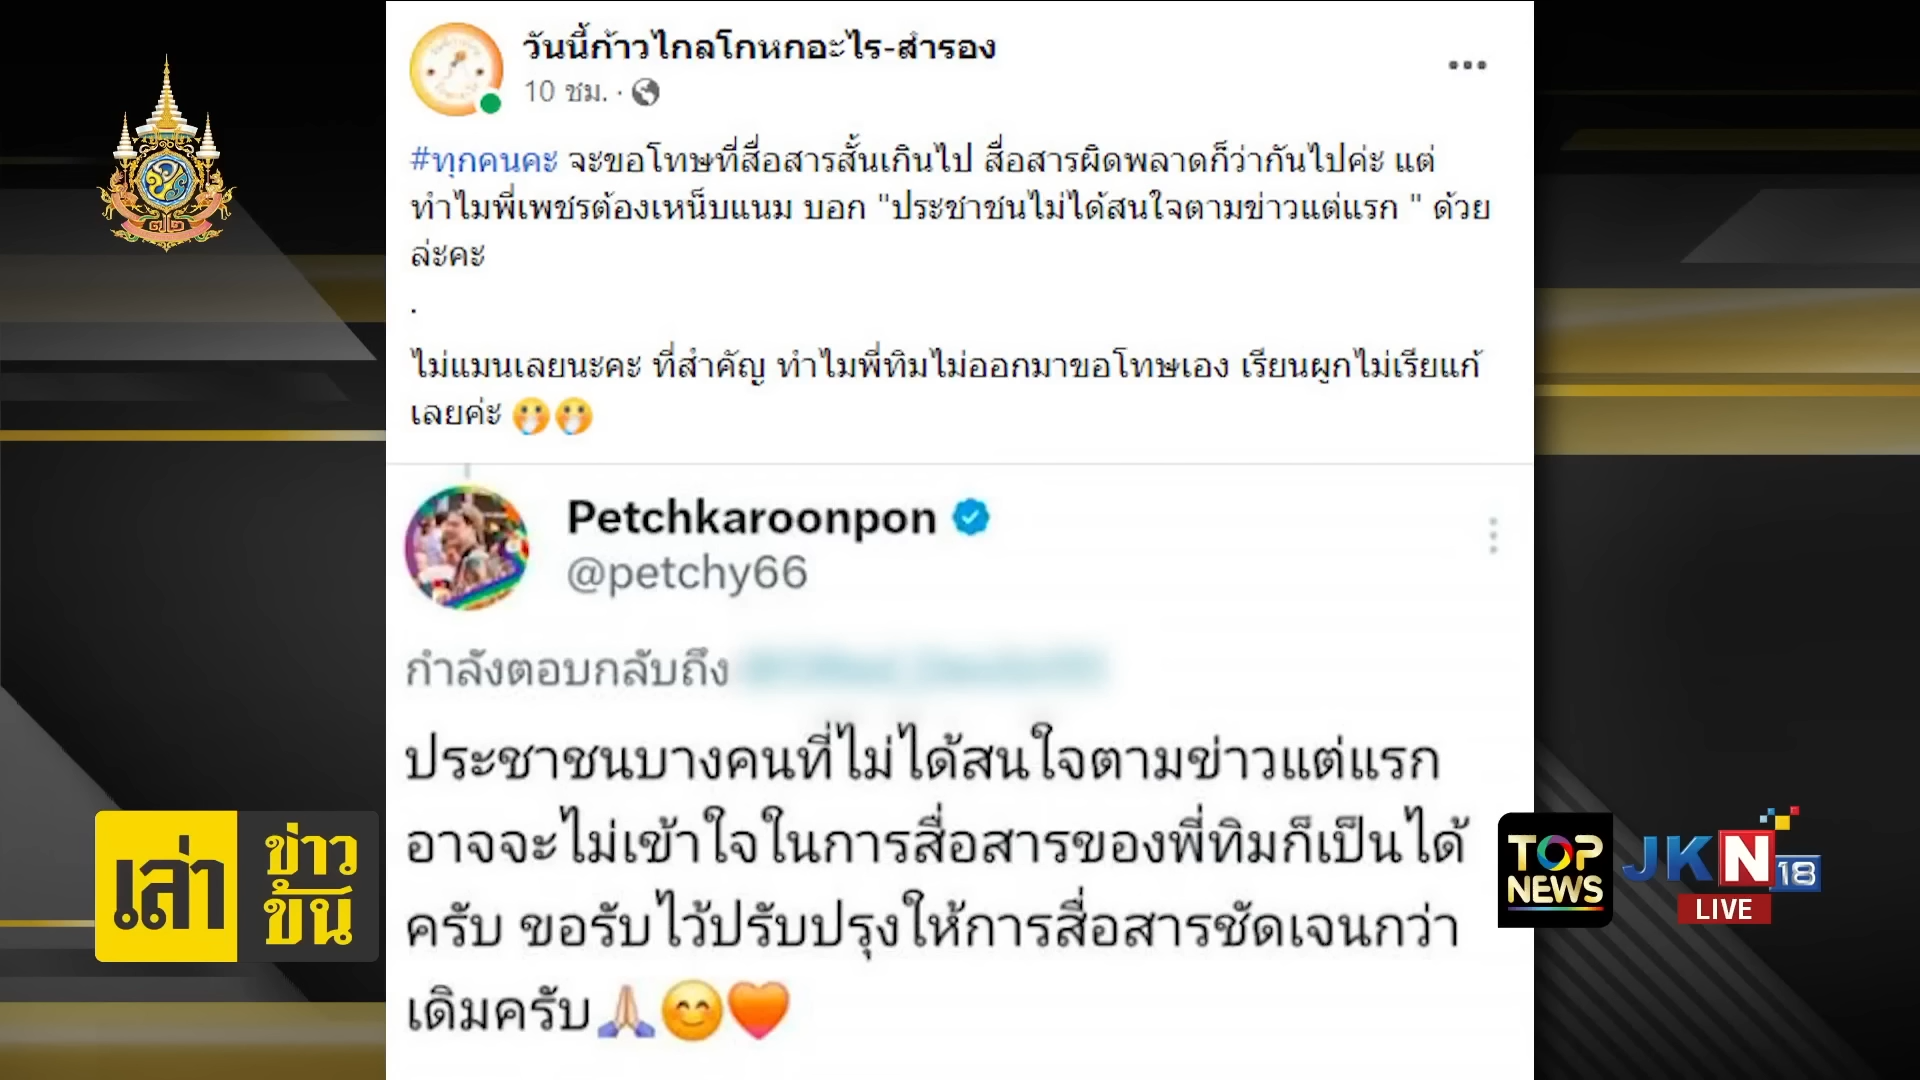 วันนี้ก้าวไกลโกหกอะไร-สำรอง
10 ชม. ·
#ทุกคนคะ จะขอโทษที่สื่อสารสั้นเกินไป สื่อสารผิดพลาดก็ว่ากันไปค่ะ แต่
ทำไมพี่เพชรต้องเหน็บแนม บอก "ประชาชนไม่ได้สนใจตามข่าวแต่แรก " ด้วย
ล่ะคะ
.
ไม่แมนเลยนะคะ ที่สำคัญ ทำไมพี่ทิมไม่ออกมาขอโทษเอง เรียนผูกไม่เรียแก้
เลยค่ะ
Petchkaroonpon
@petchy66
กำลังตอบกลับถึง
ประชาชนบางคนที่ไม่ได้สนใจตามข่าวแต่แรก
อาจจะไม่เข้าใจในการสื่อสารของพี่ทิมก็เป็นได้
ครับ ขอรับไว้ปรับปรุงให้การสื่อสารชัดเจนกว่า
เดิมครับ🙏🏻😊❤️
เล่า
ข่าว
ข้น
TOP
NEWS
JKN
18
LIVE